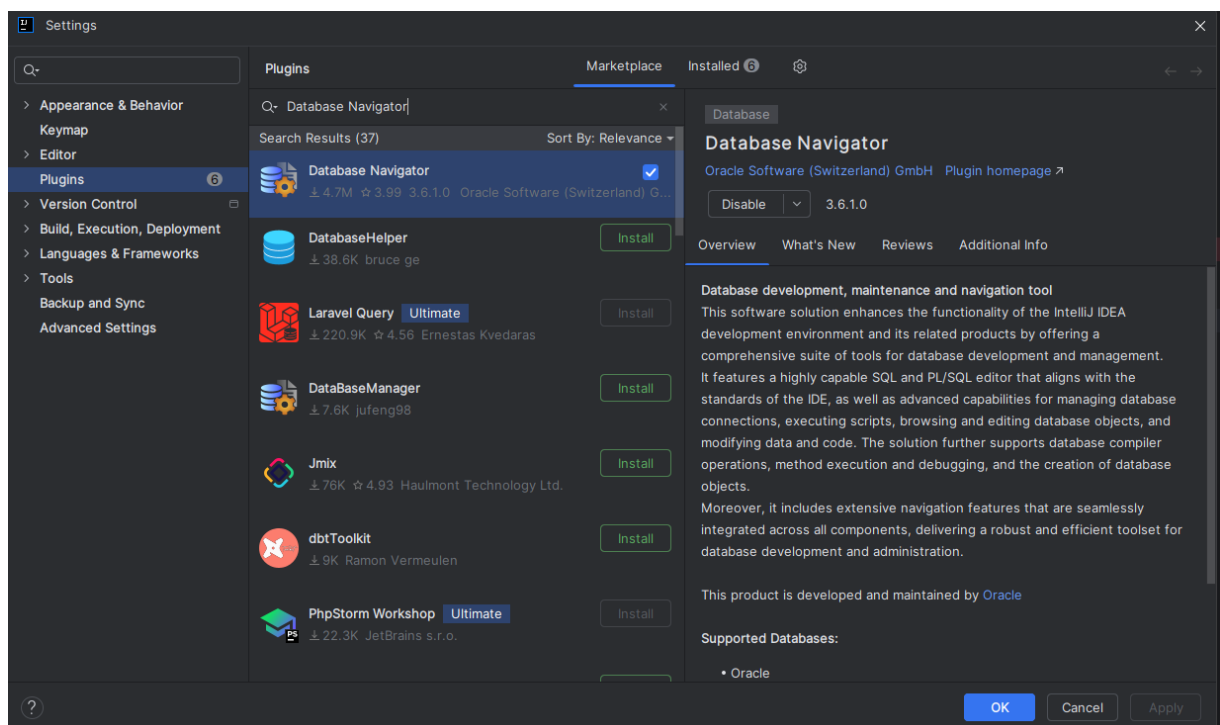 Settings
Appearance & Behavior
Keymap
Editor
Plugins 6
Version Control
Build, Execution, Deployment
Languages & Frameworks
Tools
Backup and Sync
Advanced Settings
Plugins Marketplace Installed 6
Database Navigator
Search Results (37) Sort By: Relevance
Database Navigator
4.7M 3.99 3.6.1.0 Oracle Software (Switzerland) G...
DatabaseHelper Install
38.6K bruce ge
Laravel Query Ultimate Install
220.9K 4.56 Ernestas Kvedaras
DataBaseManager Install
7.6K jufeng98
Jmix Install
76K 4.93 Haulmont Technology Ltd.
dbtToolkit Install
9K Ramon Vermeulen
PhpStorm Workshop Ultimate Install
PS
22.3K JetBrains s.r.o.
Database
Database Navigator
Oracle Software (Switzerland) GmbH Plugin homepage ↗
Disable 3.6.1.0
Overview What's New Reviews Additional Info
Database development, maintenance and navigation tool
This software solution enhances the functionality of the IntelliJ IDEA
development environment and its related products by offering a
comprehensive suite of tools for database development and management.
It features a highly capable SQL and PL/SQL editor that aligns with the
standards of the IDE, as well as advanced capabilities for managing database
connections, executing scripts, browsing and editing database objects, and
modifying data and code. The solution further supports database compiler
operations, method execution and debugging, and the creation of database
objects.
Moreover, it includes extensive navigation features that are seamlessly
integrated across all components, delivering a robust and efficient toolset for
database development and administration.
This product is developed and maintained by Oracle
Supported Databases:
• Oracle
? OK Cancel Apply